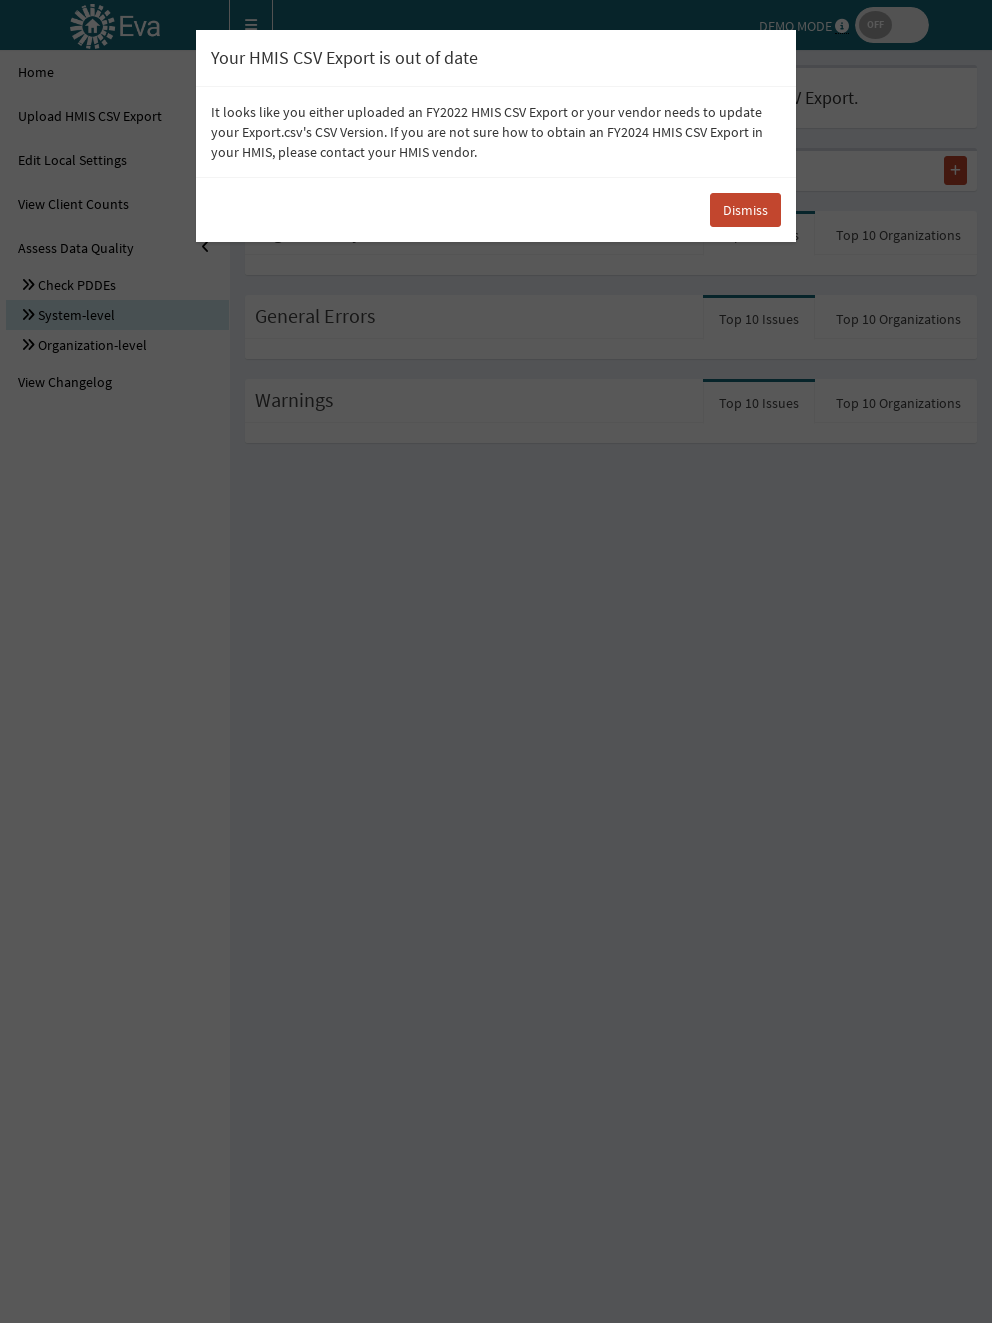 Eva
DEMO MODE
OFF
Home
Upload HMIS CSV Export
Edit Local Settings
View Client Counts
Assess Data Quality
Check PDDEs
System-level
Organization-level
View Changelog
Your HMIS CSV Export is out of date
It looks like you either uploaded an FY2022 HMIS CSV Export or your vendor needs to update
your Export.csv's CSV Version. If you are not sure how to obtain an FY2024 HMIS CSV Export in
your HMIS, please contact your HMIS vendor.
Dismiss
V Export.
+
Top 10 Organizations
General Errors
Top 10 Issues
Top 10 Organizations
Warnings
Top 10 Issues
Top 10 Organizations